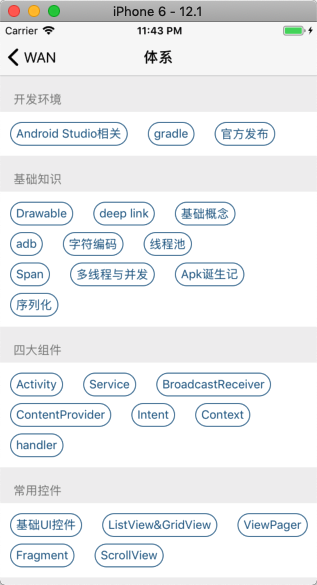 iPhone 6 - 12.1
Carrier 11:43 PM
WAN 体系
开发环境
Android Studio相关 gradle 官方发布
基础知识
Drawable deep link 基础概念
adb 字符编码 线程池
Span 多线程与并发 Apk诞生记
序列化
四大组件
Activity Service BroadcastReceiver
ContentProvider Intent Context
handler
常用控件
基础UI控件 ListView&GridView ViewPager
Fragment ScrollView